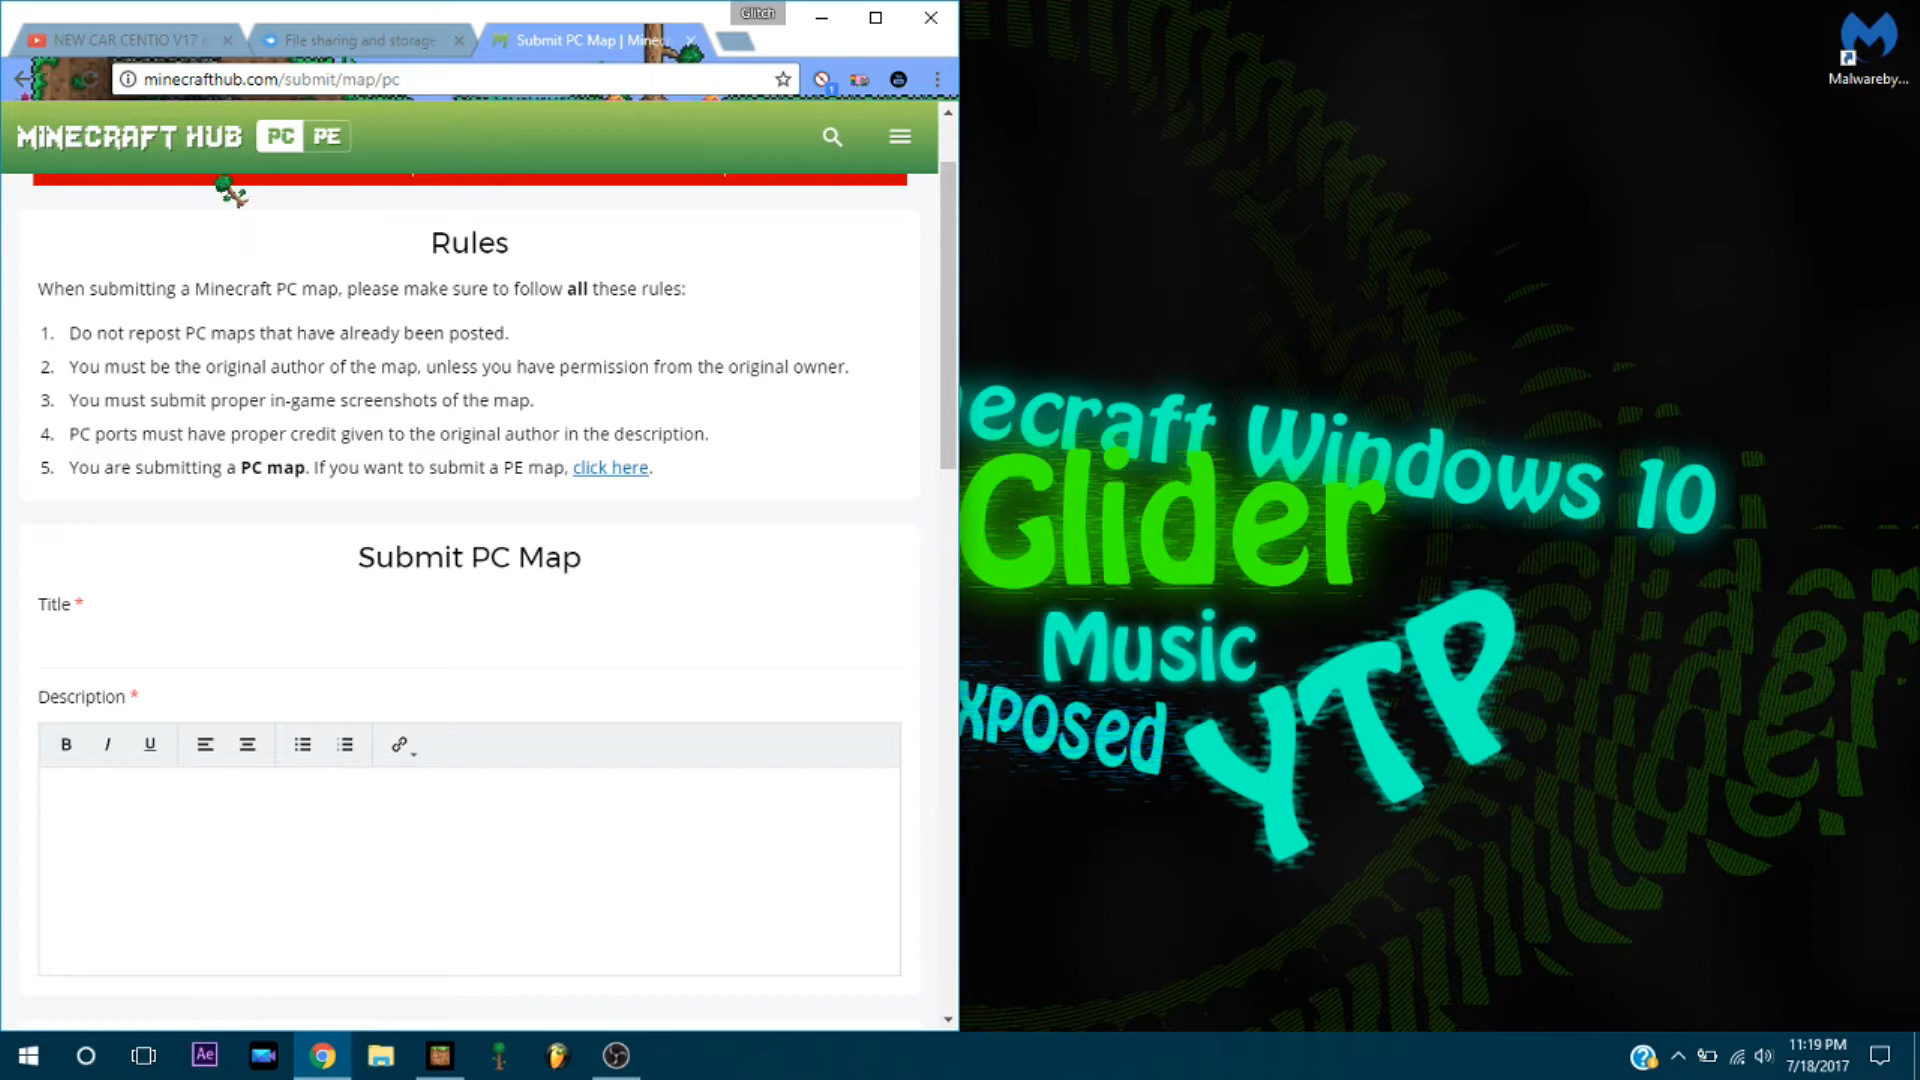 Glitch
NEW CAR CENTIO V17
File sharing and storage
Submit PC Map | Minec
minecrafthub.com/submit/map/pc
MINECRAFT HUB PC PE
Rules
When submitting a Minecraft PC map, please make sure to follow all these rules:
1. Do not repost PC maps that have already been posted.
2. You must be the original author of the map, unless you have permission from the original owner.
3. You must submit proper in-game screenshots of the map.
4. PC ports must have proper credit given to the original author in the description.
5. You are submitting a PC map. If you want to submit a PE map, click here.
Submit PC Map
Title *
Description *
B I U
Malwareby...
ecraft Windows 10
Glider
Music
xposed
YTP
glider
Ae
11:19 PM
7/18/2017